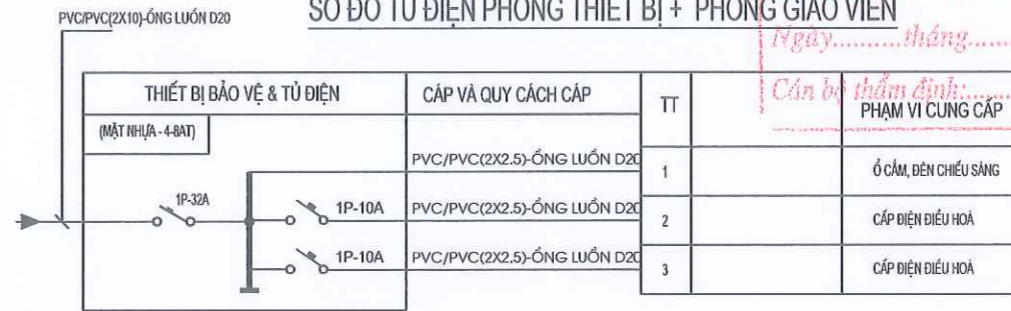 SƠ ĐỒ TỦ ĐIỆN PHÒNG THIẾT BỊ + PHÒNG GIÁO VIÊN
PVC/PVC(2X10)-ỐNG LUỒN D20
Ngày..........tháng.......
Cán bộ thẩm định:.......
THIẾT BỊ BẢO VỆ & TỦ ĐIỆN
CÁP VÀ QUY CÁCH CÁP
TT
PHẠM VI CUNG CẤP
(MẶT NHỰA - 4-8AT)
PVC/PVC(2X2.5)-ỐNG LUỒN D20
1
Ổ CẮM, ĐÈN CHIẾU SÁNG
1P-32A
1P-10A
PVC/PVC(2X2.5)-ỐNG LUỒN D20
2
CẤP ĐIỆN ĐIỀU HOÀ
1P-10A
PVC/PVC(2X2.5)-ỐNG LUỒN D20
3
CẤP ĐIỆN ĐIỀU HOÀ